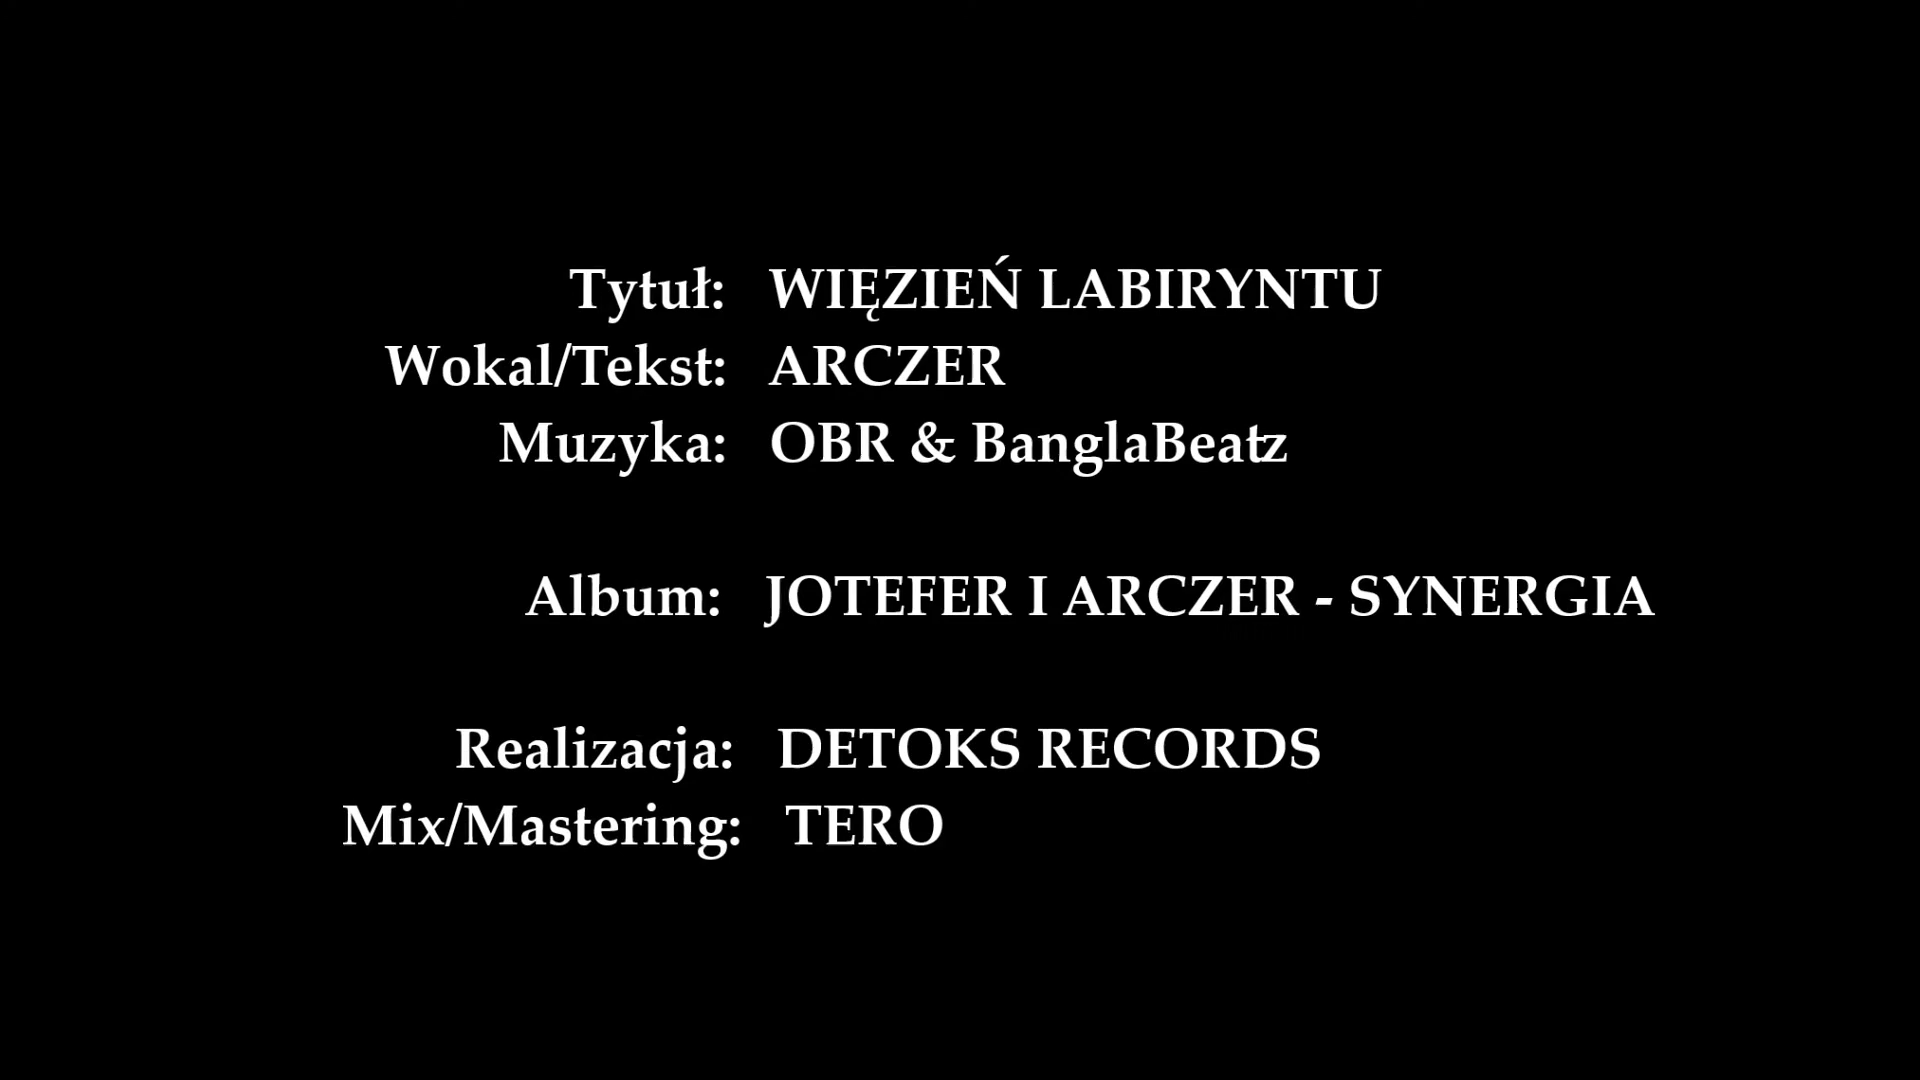 Tytuł: WIĘZIEŃ LABIRYNTU
Wokal/Tekst: ARCZER
Muzyka: OBR & BanglaBeatz
Album: JOTEFER I ARCZER - SYNERGIA
Realizacja: DETOKS RECORDS
Mix/Mastering: TERO